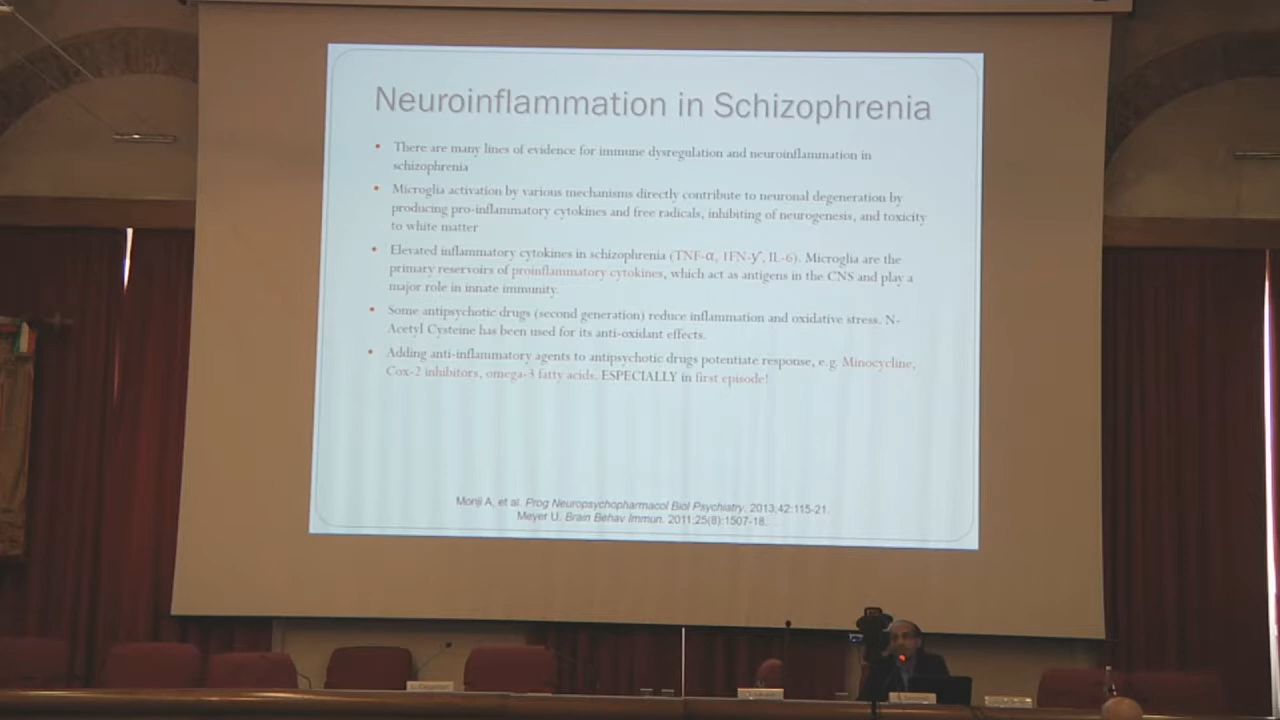 Neuroinflammation in Schizophrenia
• There are many lines of evidence for immune dysregulation and neuroinflammation in
schizophrenia
• Microglia activation by various mechanisms directly contribute to neuronal degeneration by
producing pro-inflammatory cytokines and free radicals, inhibiting of neurogenesis, and toxicity
to white matter
• Elevated inflammatory cytokines in schizophrenia (TNF-α, IFN-γ, IL-6). Microglia are the
primary reservoirs of proinflammatory cytokines, which act as antigens in the CNS and play a
major role in innate immunity.
• Some antipsychotic drugs (second generation) reduce inflammation and oxidative stress. N-
Acetyl Cysteine has been used for its anti-oxidant effects.
• Adding anti-inflammatory agents to antipsychotic drugs potentiate response, e.g. Minocycline,
Cox-2 inhibitors, omega-3 fatty acids. ESPECIALLY in first episode!
Monji A, et al. Prog Neuropsychopharmacol Biol Psychiatry. 2013;42:115-21.
Meyer U. Brain Behav Immun. 2011:25(8):1507-18.